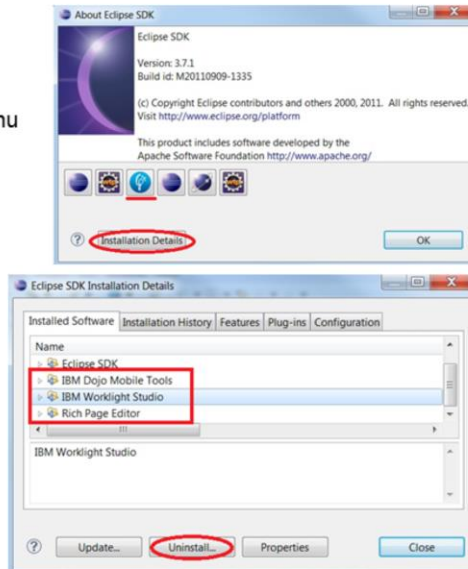 About Eclipse SDK
Eclipse SDK
Version: 3.7.1
Build id: M20110909-1335
(c) Copyright Eclipse contributors and others 2000, 2011. All rights reserved.
Visit http://www.eclipse.org/platform
This product includes software developed by the
Apache Software Foundation http://www.apache.org/
Installation Details
OK
Eclipse SDK Installation Details
Installed Software Installation History Features Plug-ins Configuration
Name
Eclipse SDK
IBM Dojo Mobile Tools
IBM Worklight Studio
Rich Page Editor
IBM Worklight Studio
Update... Uninstall... Properties Close